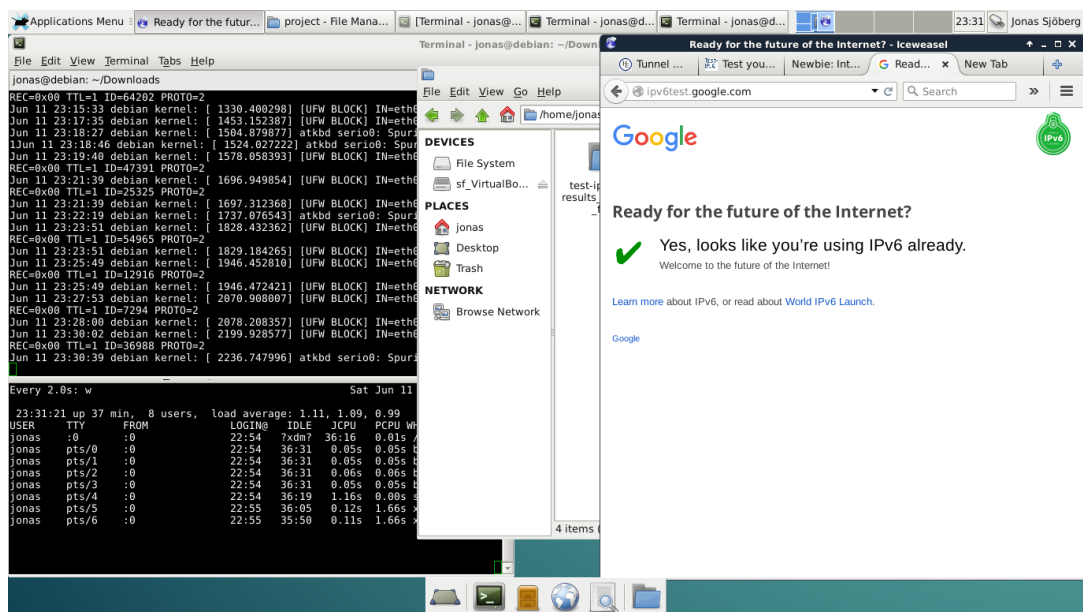 Applications Menu
Ready for the futur...
project - File Mana...
[Terminal - jonas@...
Terminal - jonas@d...
Terminal - jonas@d...
23:31
Jonas Sjöberg
Terminal - jonas@debian: ~/Down
File Edit View Terminal Tabs Help
jonas@debian: ~/Downloads
REC=0x00 TTL=1 ID=64202 PROTO=2
Jun 11 23:15:33 debian kernel: [ 1330.400298] [UFW BLOCK] IN=eth0
Jun 11 23:17:35 debian kernel: [ 1453.152387] [UFW BLOCK] IN=eth0
Jun 11 23:18:27 debian kernel: [ 1504.879877] atkbd serio0: Spuri
1Jun 11 23:18:46 debian kernel: [ 1524.027222] atkbd serio0: Spur
Jun 11 23:19:40 debian kernel: [ 1578.058393] [UFW BLOCK] IN=eth0
REC=0x00 TTL=1 ID=47391 PROTO=2
Jun 11 23:21:39 debian kernel: [ 1696.949854] [UFW BLOCK] IN=eth0
REC=0x00 TTL=1 ID=25325 PROTO=2
Jun 11 23:21:39 debian kernel: [ 1697.312368] [UFW BLOCK] IN=eth0
Jun 11 23:22:19 debian kernel: [ 1737.076543] atkbd serio0: Spuri
Jun 11 23:23:51 debian kernel: [ 1828.432362] [UFW BLOCK] IN=eth0
REC=0x00 TTL=1 ID=54965 PROTO=2
Jun 11 23:23:51 debian kernel: [ 1829.184265] [UFW BLOCK] IN=eth0
Jun 11 23:25:49 debian kernel: [ 1946.452810] [UFW BLOCK] IN=eth0
REC=0x00 TTL=1 ID=12916 PROTO=2
Jun 11 23:25:49 debian kernel: [ 1946.472421] [UFW BLOCK] IN=eth0
Jun 11 23:27:53 debian kernel: [ 2070.908007] [UFW BLOCK] IN=eth0
REC=0x00 TTL=1 ID=7294 PROTO=2
Jun 11 23:28:00 debian kernel: [ 2078.208357] [UFW BLOCK] IN=eth0
Jun 11 23:30:02 debian kernel: [ 2199.928577] [UFW BLOCK] IN=eth0
REC=0x00 TTL=1 ID=36988 PROTO=2
Jun 11 23:30:39 debian kernel: [ 2236.747996] atkbd serio0: Spuri
Every 2.0s: w Sat Jun 11
23:31:21 up 37 min, 8 users, load average: 1.11, 1.09, 0.99
USER TTY FROM LOGIN@ IDLE JCPU PCPU WH
jonas :0 :0 22:54 ?xdm? 36:16 0.01s /
jonas pts/0 :0 22:54 36:31 0.05s 0.05s b
jonas pts/1 :0 22:54 36:31 0.05s 0.05s b
jonas pts/2 :0 22:54 36:31 0.06s 0.06s b
jonas pts/3 :0 22:54 36:31 0.05s 0.05s b
jonas pts/4 :0 22:54 36:19 1.16s 0.00s s
jonas pts/5 :0 22:55 36:05 0.12s 1.66s x
jonas pts/6 :0 22:55 35:50 0.11s 1.66s x
File Edit View Go Help
/home/jonas
DEVICES
File System
sf_VirtualBo...
PLACES
jonas
Desktop
Trash
NETWORK
Browse Network
test-ip
results_
_f
4 items (
Ready for the future of the Internet? - Iceweasel
Tunnel ...
Test you...
Newbie: Int...
Read...
New Tab
ipv6test.google.com
Search
Google
IPv6
Ready for the future of the Internet?
Yes, looks like you're using IPv6 already.
Welcome to the future of the Internet!
Learn more about IPv6, or read about World IPv6 Launch.
Google